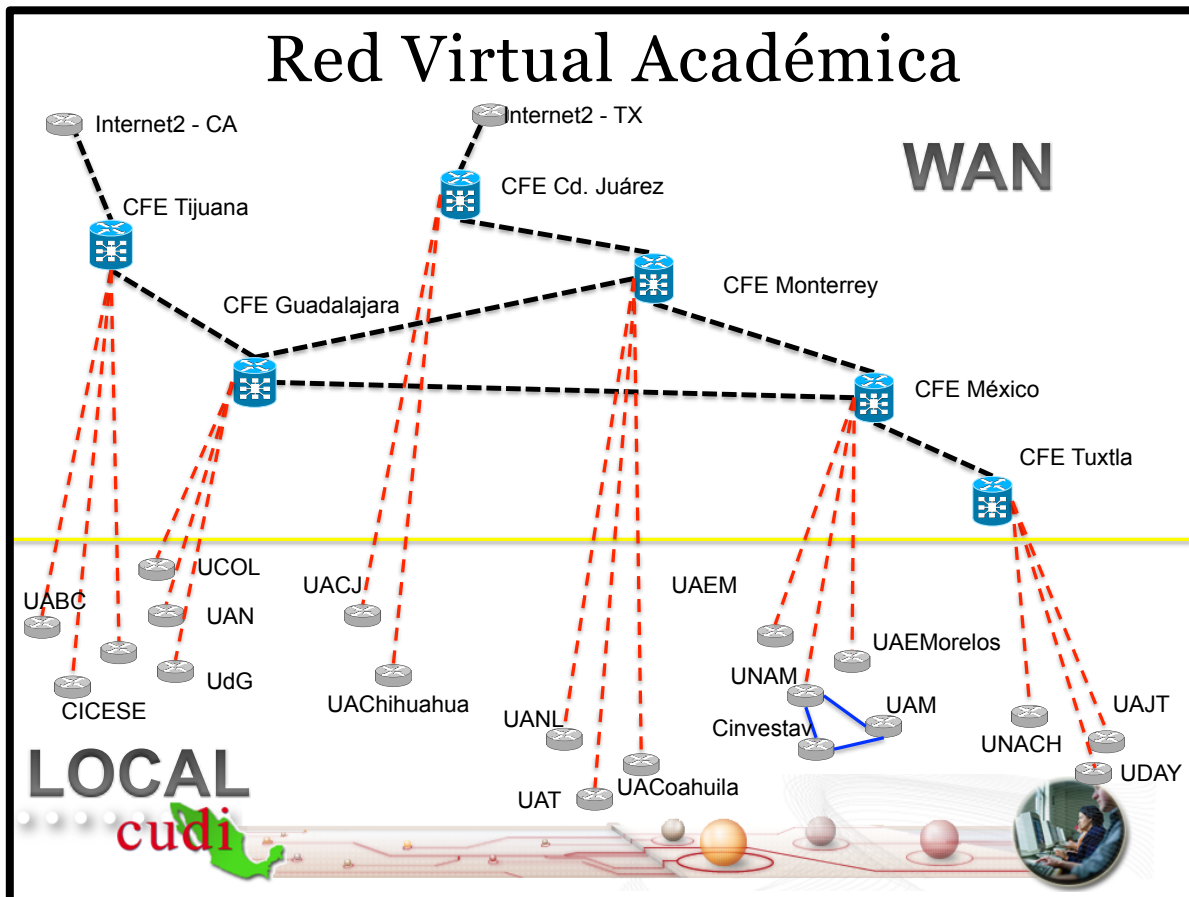 Red Virtual Académica
Internet2 - CA
Internet2 - TX
WAN
CFE Cd. Juárez
CFE Tijuana
CFE Guadalajara
CFE Monterrey
CFE México
CFE Tuxtla
UCOL
UABC
UAN
UACJ
UAEM
UdG
CICESE
UAChihuahua
UAEMorelos
UNAM
UANL
Cinvestav
UAM
UAJT
UNACH
UAT
UACoahuila
UDAY
LOCAL
cudi